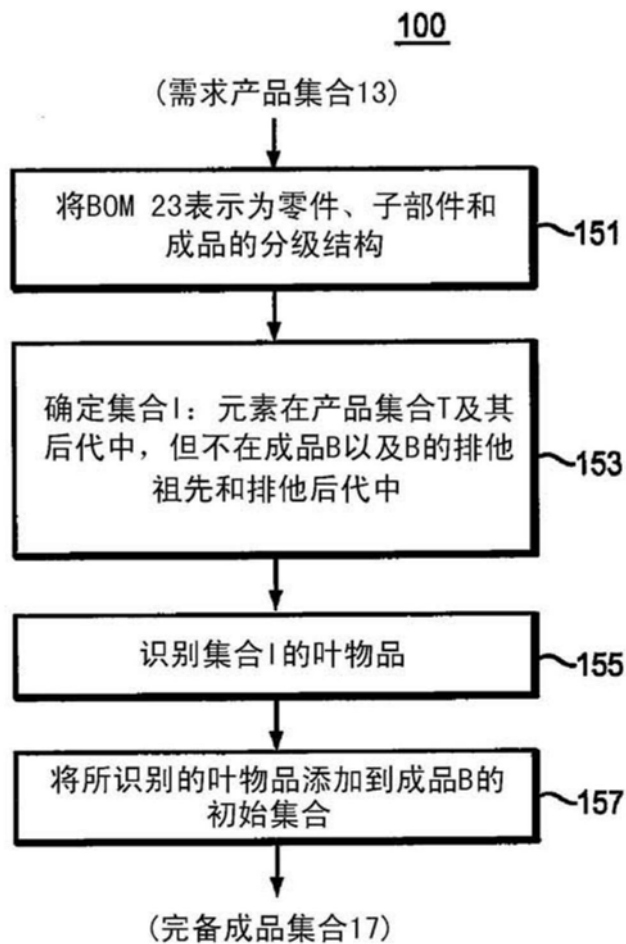 100
(需求产品集合13)
将BOM 23表示为零件、子部件和
成品的分级结构
151
确定集合I：元素在产品集合T及其
后代中，但不在成品B以及B的排他
祖先和排他后代中
153
识别集合I的叶物品
155
将所识别的叶物品添加到成品B的
初始集合
157
(完备成品集合17)